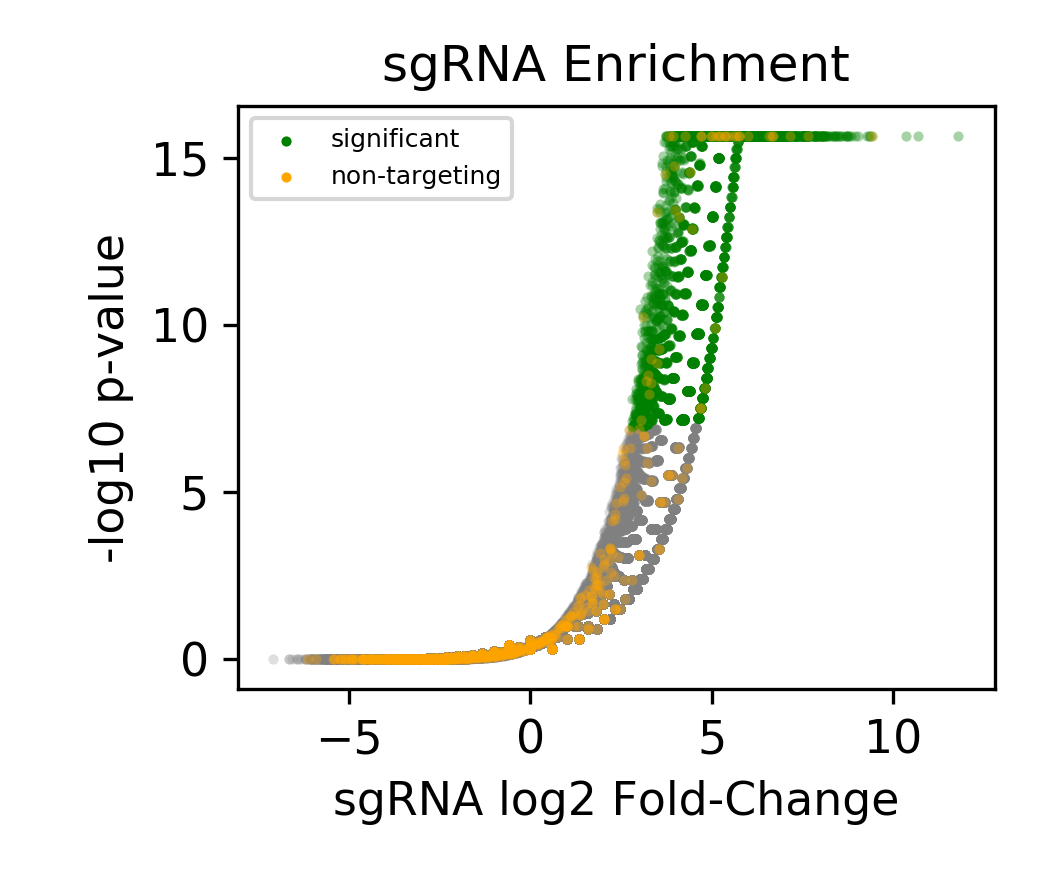 sgRNA Enrichment
significant
non-targeting
15
10
5
0
-log10 p-value
−5 0 5 10
sgRNA log2 Fold-Change